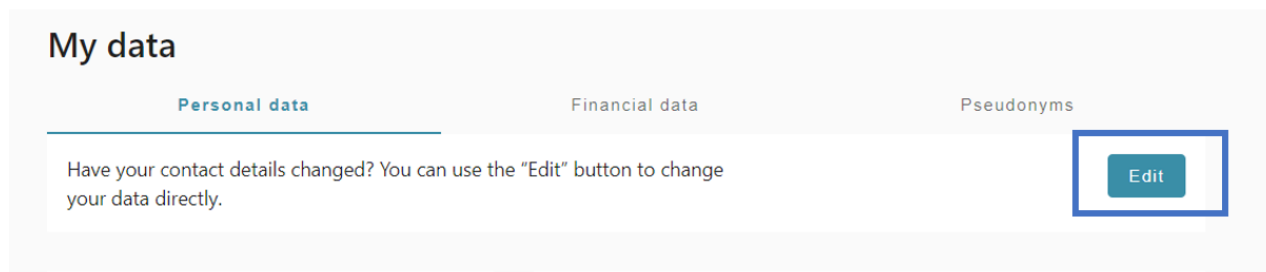 My data
Personal data
Financial data
Pseudonyms
Have your contact details changed? You can use the “Edit” button to change
your data directly.
Edit